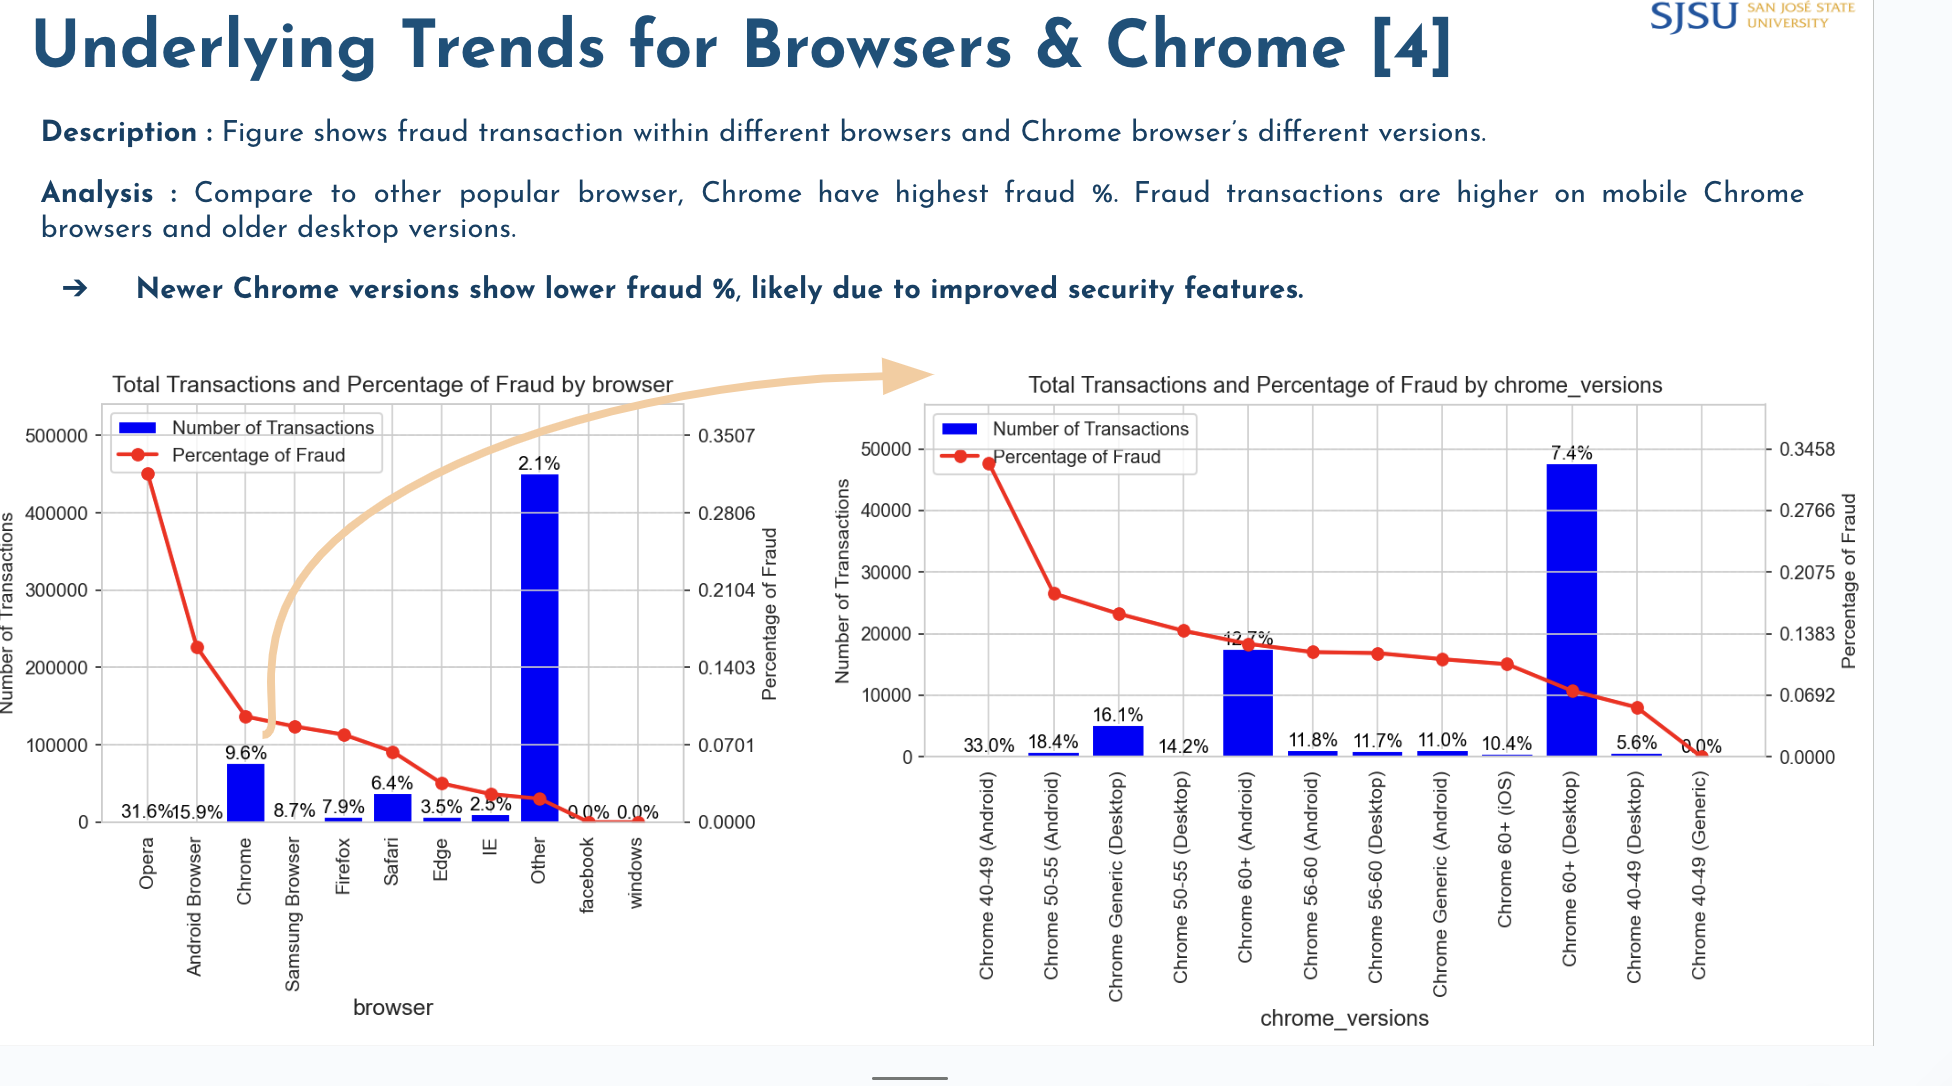 Underlying Trends for Browsers & Chrome [4]
SJSU SAN JOSÉ STATE
UNIVERSITY
Description : Figure shows fraud transaction within different browsers and Chrome browser's different versions.
Analysis : Compare to other popular browser, Chrome have highest fraud %. Fraud transactions are higher on mobile Chrome
browsers and older desktop versions.
➔ Newer Chrome versions show lower fraud %, likely due to improved security features.
Total Transactions and Percentage of Fraud by browser
Number of Transactions
Percentage of Fraud
Number of Transactions
500000
400000
300000
200000
100000
0
0.3507
0.2806
0.2104
0.1403
0.0701
0.0000
Percentage of Fraud
31.6%
15.9%
9.6%
8.7%
7.9%
6.4%
3.5%
2.5%
2.1%
0.0%
0.0%
Opera
Android Browser
Chrome
Samsung Browser
Firefox
Safari
Edge
IE
Other
facebook
windows
browser
Total Transactions and Percentage of Fraud by chrome_versions
Number of Transactions
Percentage of Fraud
Number of Transactions
50000
40000
30000
20000
10000
0
0.3458
0.2766
0.2075
0.1383
0.0692
0.0000
Percentage of Fraud
33.0%
18.4%
16.1%
14.2%
12.7%
11.8%
11.7%
11.0%
10.4%
7.4%
5.6%
0.0%
Chrome 40-49 (Android)
Chrome 50-55 (Android)
Chrome Generic (Desktop)
Chrome 50-55 (Desktop)
Chrome 60+ (Android)
Chrome 56-60 (Android)
Chrome 56-60 (Desktop)
Chrome Generic (Android)
Chrome 60+ (iOS)
Chrome 60+ (Desktop)
Chrome 40-49 (Desktop)
Chrome 40-49 (Generic)
chrome_versions